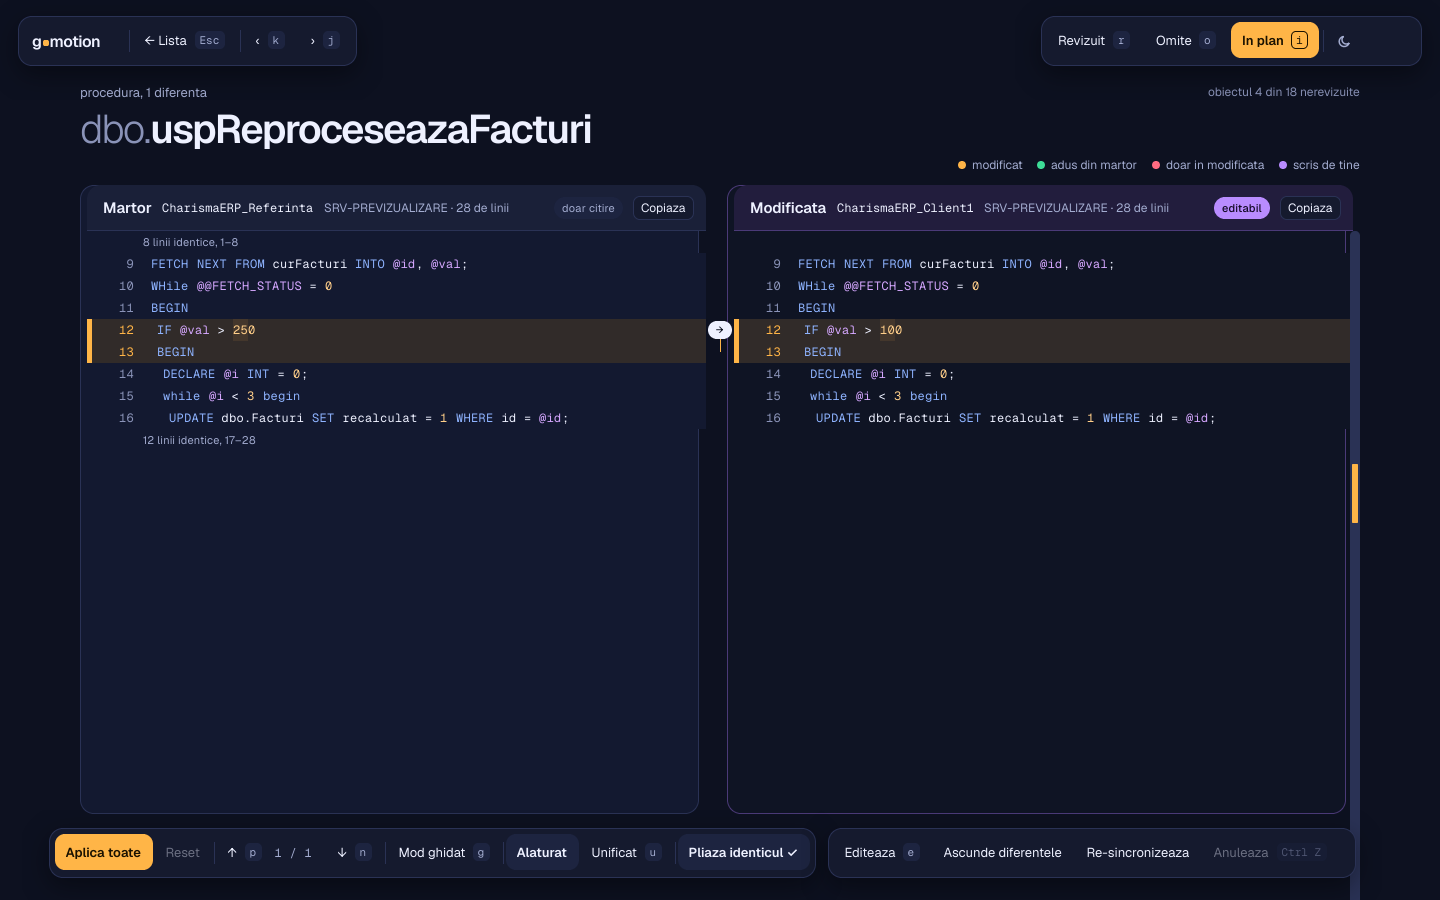 g●motion ← Lista Esc ‹ k › j Revizuit r Omite o In plan i
procedura, 1 diferenta obiectul 4 din 18 nerevizuite
dbo.uspReproceseazaFacturi
modificat adus din martor doar in modificata scris de tine
Martor CharismaERP_Referinta SRV-PREVIZUALIZARE · 28 de linii doar citire Copiaza
8 linii identice, 1–8
9 FETCH NEXT FROM curFacturi INTO @id, @val;
10 WHile @@FETCH_STATUS = 0
11 BEGIN
12 IF @val > 250
13 BEGIN
14 DECLARE @i INT = 0;
15 while @i < 3 begin
16 UPDATE dbo.Facturi SET recalculat = 1 WHERE id = @id;
12 linii identice, 17–28
→
Modificata CharismaERP_Client1 SRV-PREVIZUALIZARE · 28 de linii editabil Copiaza
9 FETCH NEXT FROM curFacturi INTO @id, @val;
10 WHile @@FETCH_STATUS = 0
11 BEGIN
12 IF @val > 100
13 BEGIN
14 DECLARE @i INT = 0;
15 while @i < 3 begin
16 UPDATE dbo.Facturi SET recalculat = 1 WHERE id = @id;
Aplica toate Reset ↑ p 1 / 1 ↓ n Mod ghidat g Alaturat Unificat u Pliaza identicul ✓ Editeaza e Ascunde diferentele Re-sincronizeaza Anuleaza Ctrl Z